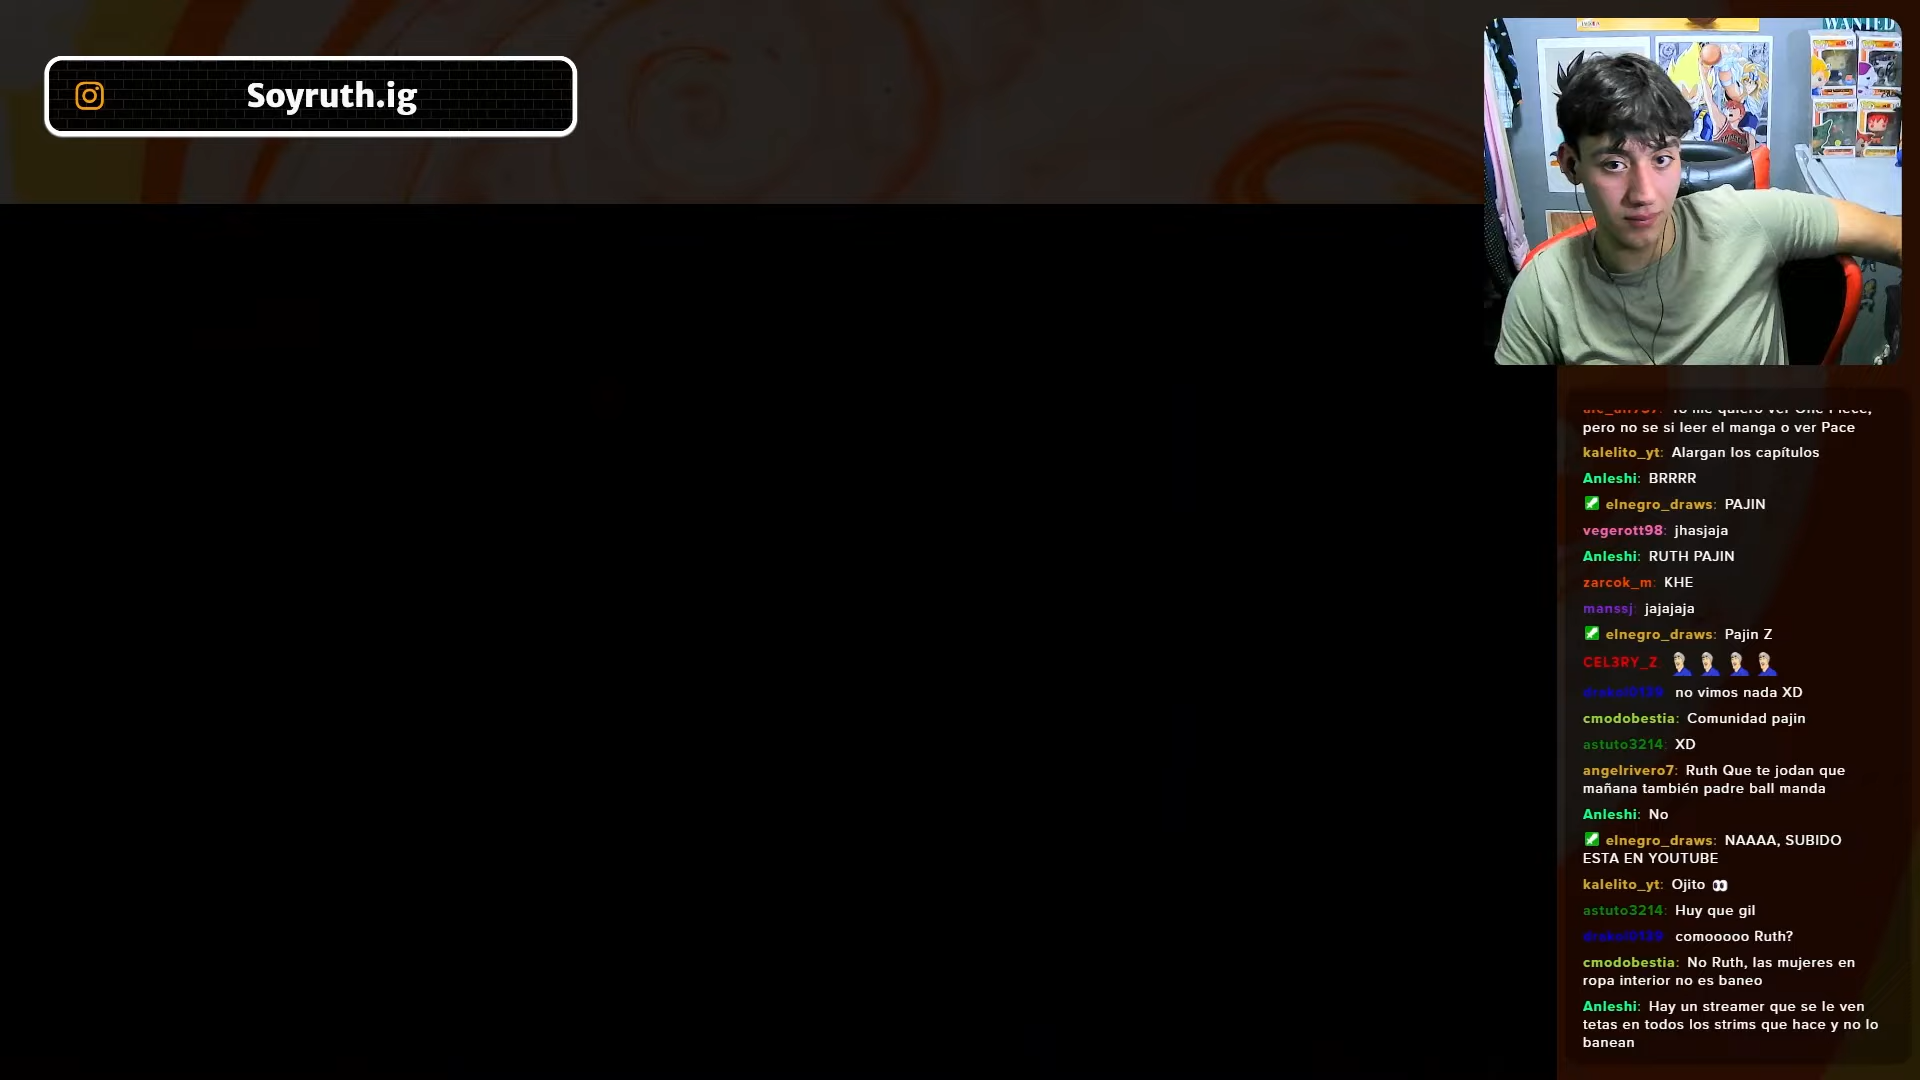 Soyruth.ig
WANTED
pero no se si leer el manga o ver Pace
kalelito_yt: Alargan los capítulos
Anleshi: BRRRR
elnegro_draws: PAJIN
vegerott98: jhasjaja
Anleshi: RUTH PAJIN
zarcok_m: KHE
manssj: jajajaja
elnegro_draws: Pajin Z
CEL3RY_Z:
no vimos nada XD
cmodobestia: Comunidad pajin
astuto3214: XD
angelrivero7: Ruth Que te jodan que
mañana también padre ball manda
Anleshi: No
elnegro_draws: NAAAA, SUBIDO
ESTA EN YOUTUBE
kalelito_yt: Ojito 👀
astuto3214: Huy que gil
comooooo Ruth?
cmodobestia: No Ruth, las mujeres en
ropa interior no es baneo
Anleshi: Hay un streamer que se le ven
tetas en todos los strims que hace y no lo
banean